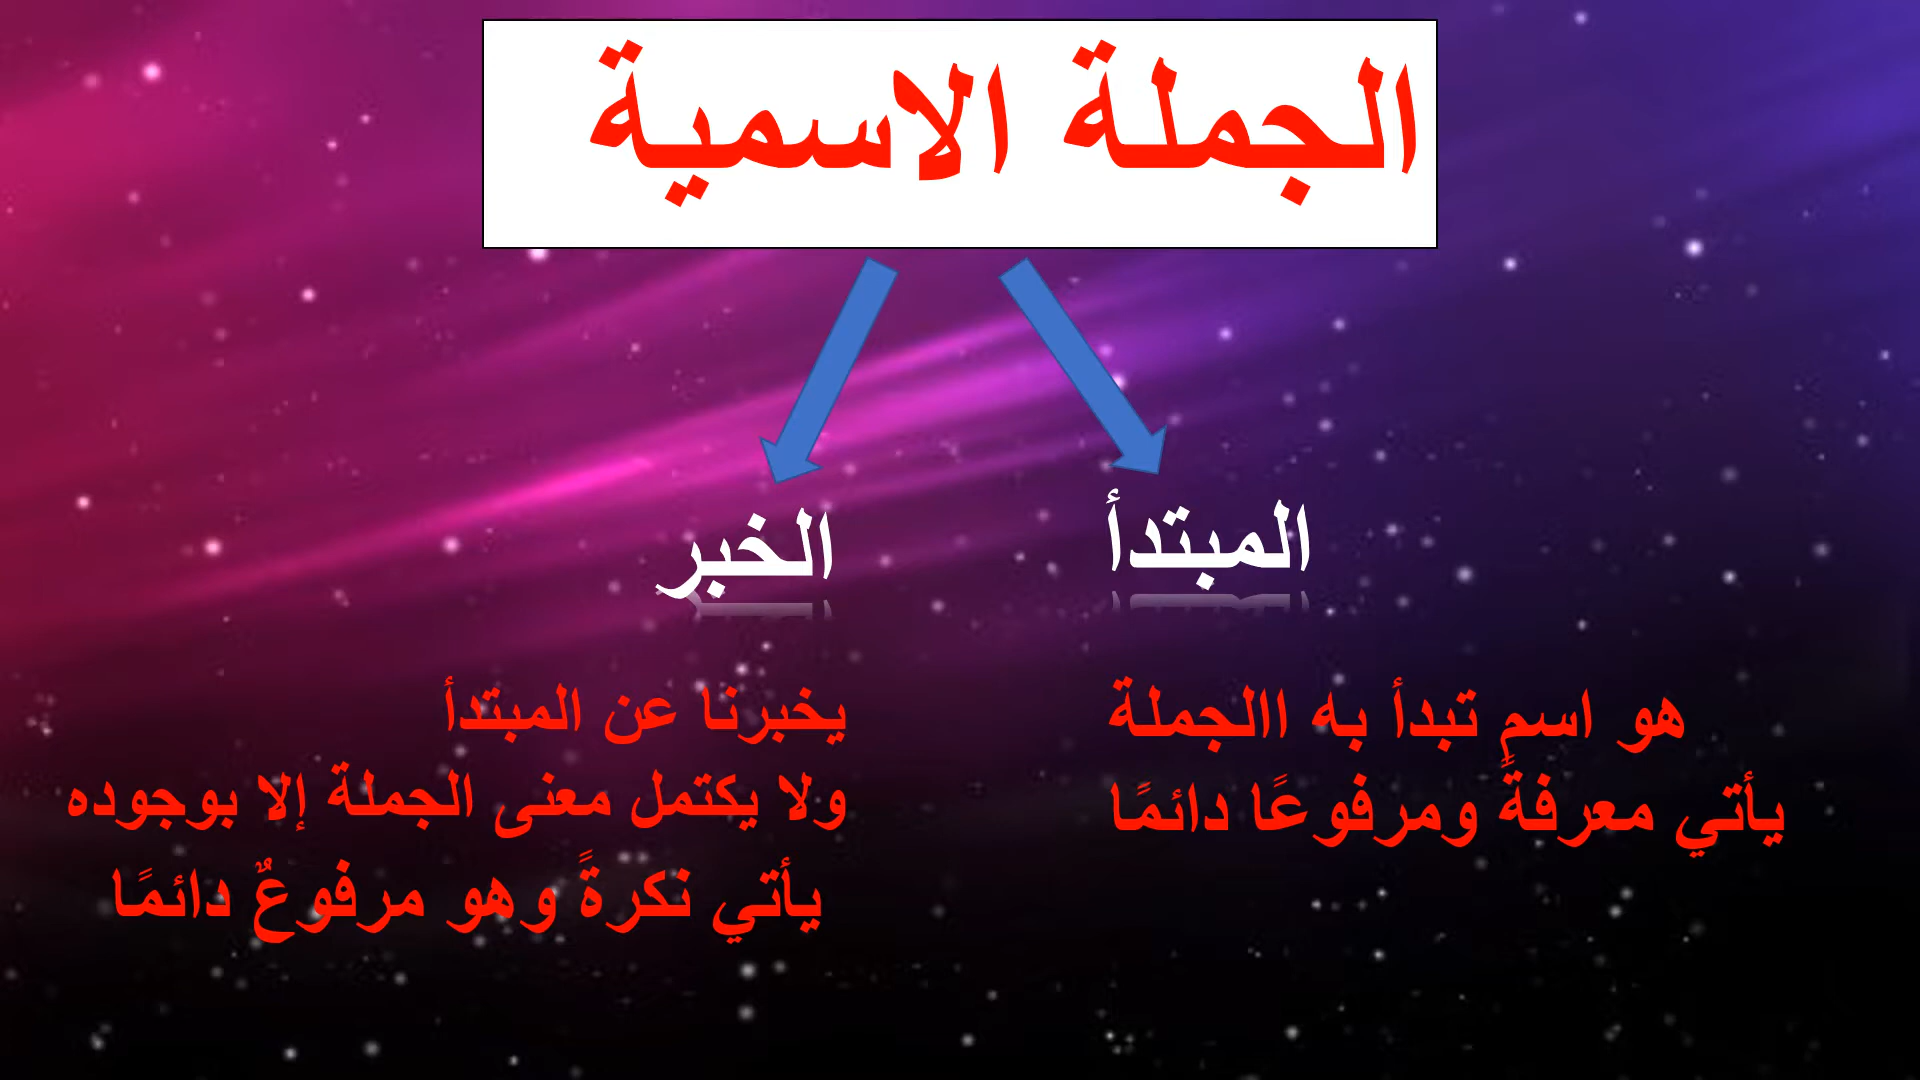 الجملة الاسمية
المبتدأ
الخبر
هو اسم تبدأ به االجملة
يأتي معرفةً ومرفوعًا دائمًا
يخبرنا عن المبتدأ
ولا يكتمل معنى الجملة إلا بوجوده
يأتي نكرةً وهو مرفوعٌ دائمًا